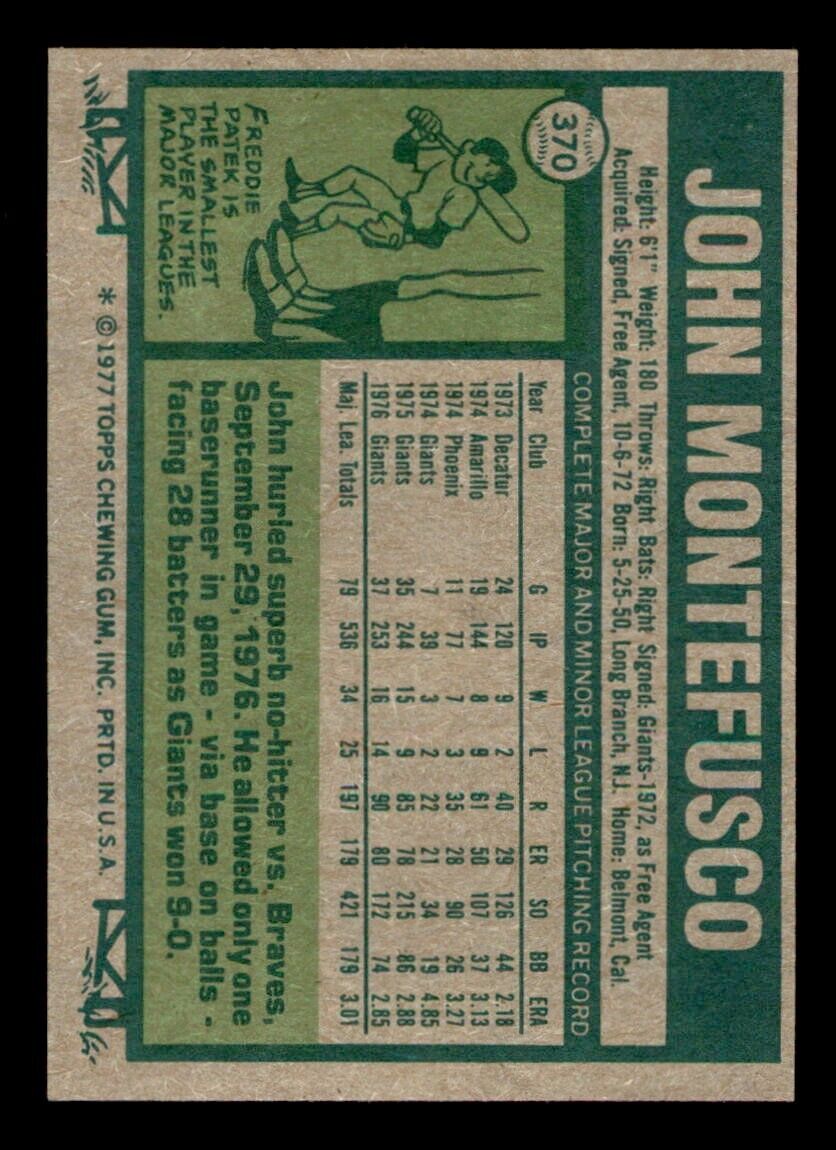 370
JOHN MONTEFUSCO
Height: 6'1" Weight: 180 Throws: Right Bats: Right Signed: Giants-1972, as Free Agent
Acquired: Signed, Free Agent, 10-6-72 Born: 5-25-50, Long Branch, N.J. Home: Belmont, Cal.
COMPLETE MAJOR AND MINOR LEAGUE PITCHING RECORD
Year Club G IP W L R ER SO BB ERA
1973 Decatur 24 120 9 2 40 29 126 44 2.18
1974 Amarillo 19 144 8 9 61 50 107 37 3.13
1974 Phoenix 11 77 7 3 35 28 90 26 3.27
1974 Giants 7 39 3 2 22 21 34 19 4.85
1975 Giants 35 244 15 9 85 78 215 86 2.88
1976 Giants 37 253 16 14 90 80 172 74 2.85
Maj. Lea. Totals 79 536 34 25 197 179 421 179 3.01
FREDDIE
PATEK IS
THE SMALLEST
PLAYER IN THE
MAJOR LEAGUES.
John hurled superb no-hitter vs. Braves,
September 29, 1976. He allowed only one
baserunner in game - via base on balls -
facing 28 batters as Giants won 9-0.
* ©1977 TOPPS CHEWING GUM, INC. PRTD. IN U.S.A.